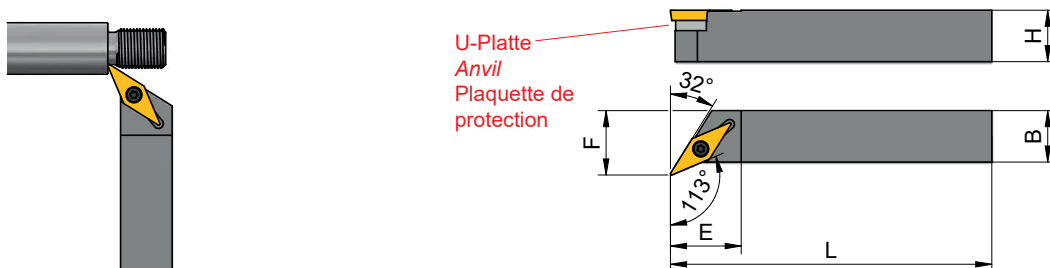 U-Platte
Anvil
Plaquette de
protection
H
32°
F
B
113°
E
L